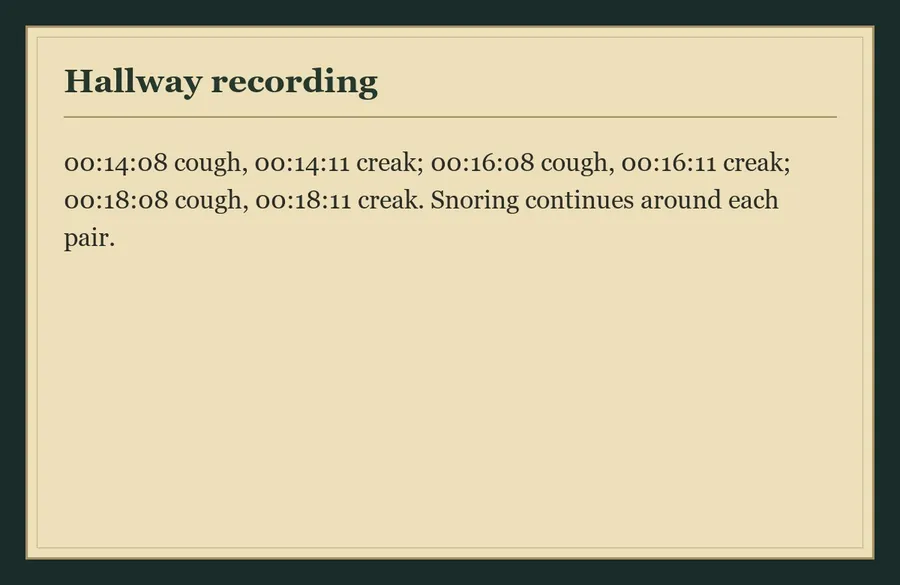 Hallway recording
00:14:08 cough, 00:14:11 creak; 00:16:08 cough, 00:16:11 creak;
00:18:08 cough, 00:18:11 creak. Snoring continues around each
pair.